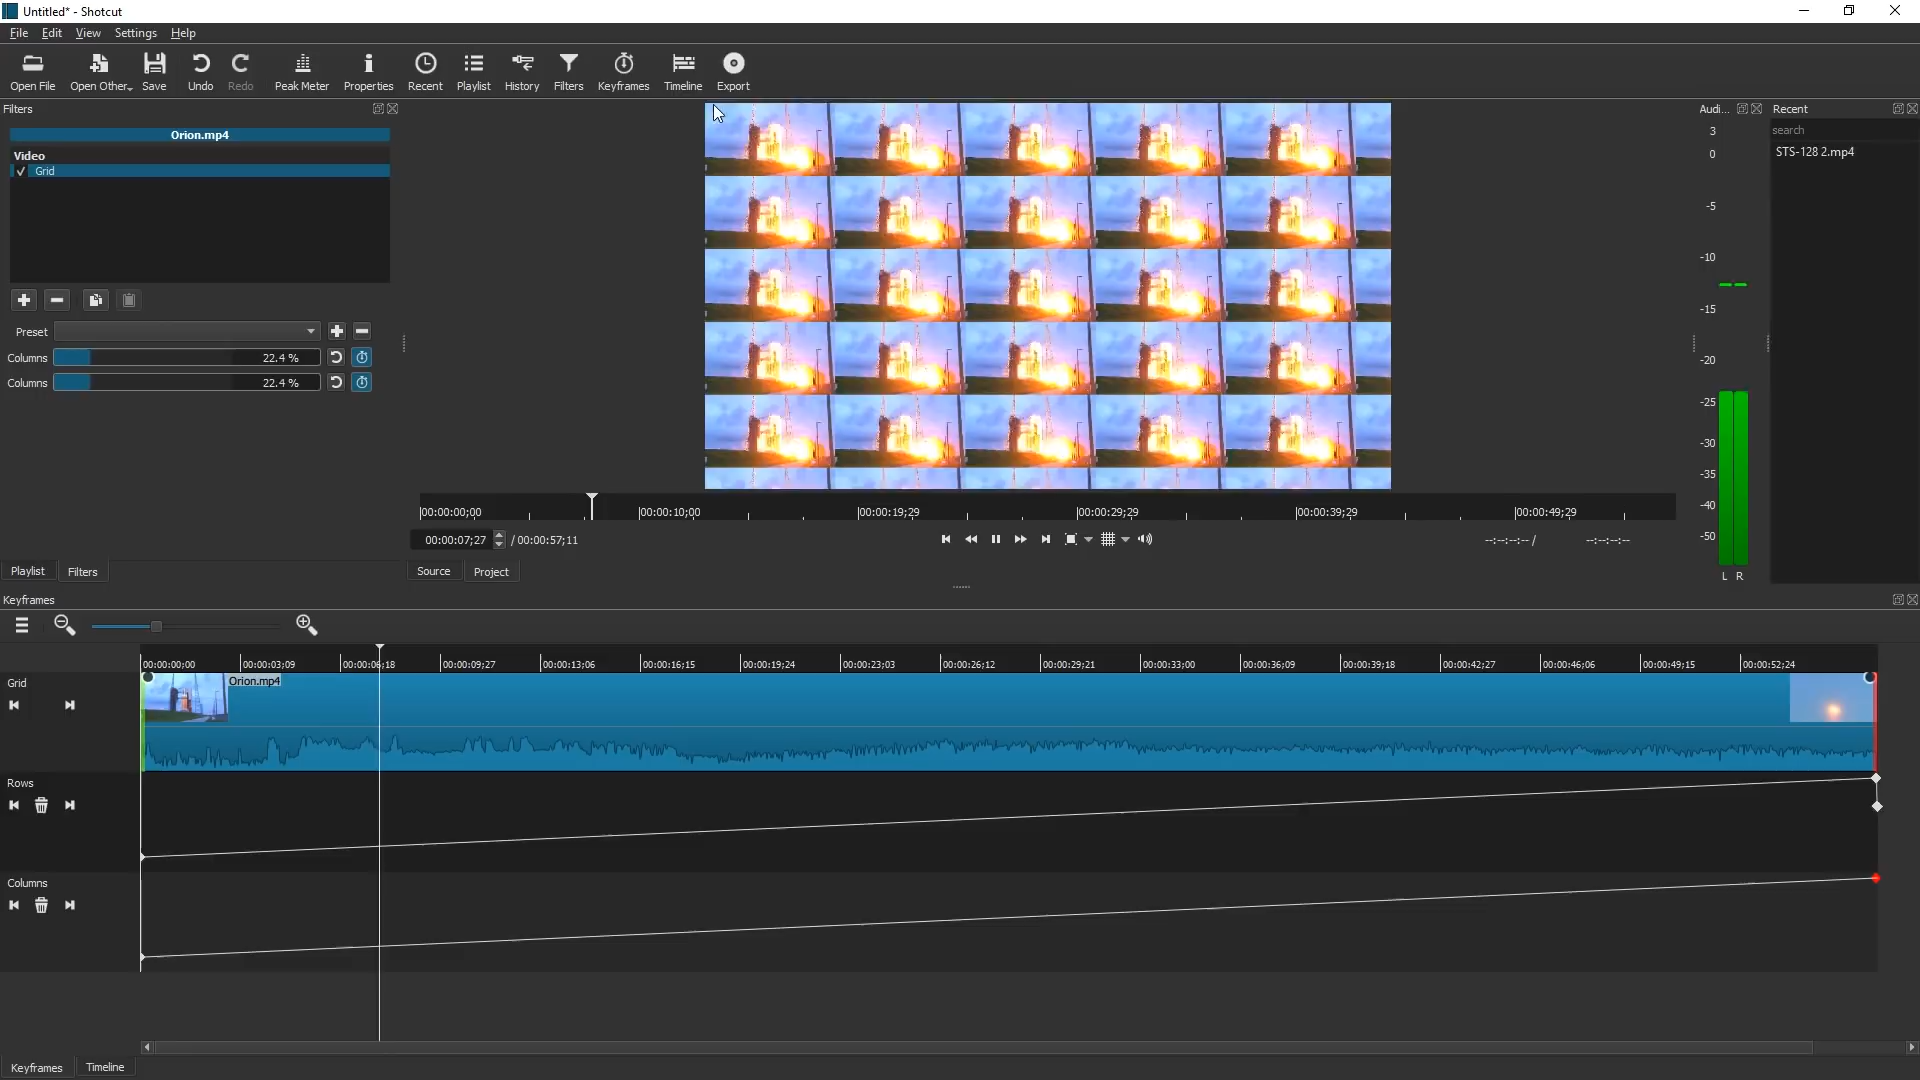 Untitled* - Shotcut
File Edit View Settings Help
Open File Open Other... Save Undo Redo Peak Meter Properties Recent Playlist History Filters Keyframes Timeline Export
Filters
Orion.mp4
Video
Grid
Preset
Columns 22.4 %
Columns 22.4 %
Playlist Filters
00:00:00;00 00:00:10;00 00:00:19;29 00:00:29;29 00:00:39;29 00:00:49;29
00:00:07;27 / 00:00:57;11 --:--:--:-- / --:--:--:--
Source Project
Audi...
3
0
-5
-10
-15
-20
-25
-30
-35
-40
-50
L R
Recent
search
STS-128 2.mp4
Keyframes
00:00:00;00 00:00:03;09 00:00:06;18 00:00:09;27 00:00:13;06 00:00:16;15 00:00:19;24 00:00:23;03 00:00:26;12 00:00:29;21 00:00:33;00 00:00:36;09 00:00:39;18 00:00:42;27 00:00:46;06 00:00:49;15 00:00:52;24
Grid
Orion.mp4
Rows
Columns
Keyframes Timeline